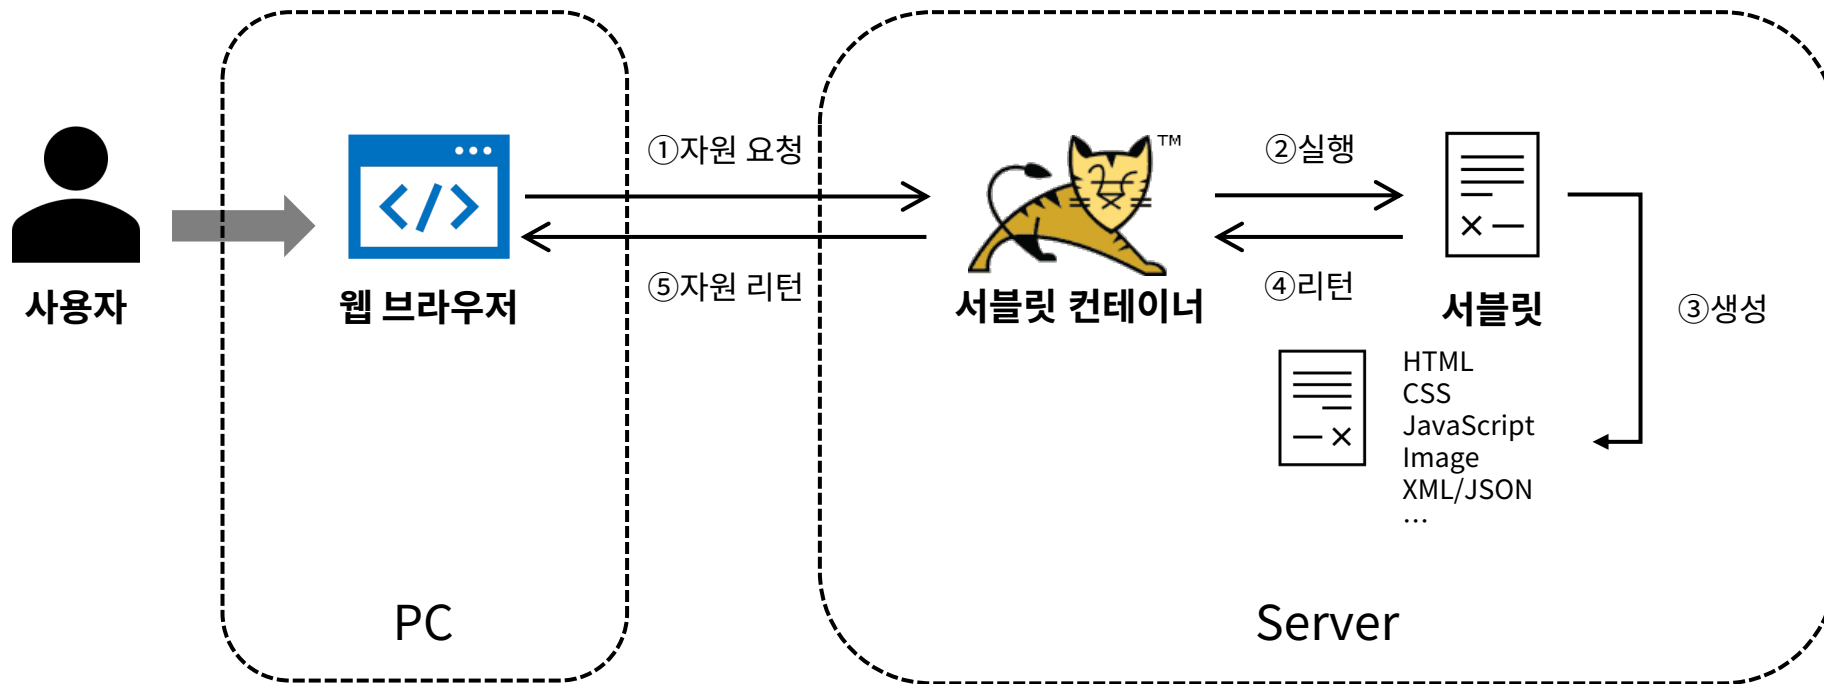 사용자
웹 브라우저
①자원 요청
⑤자원 리턴
TM
서블릿 컨테이너
②실행
④리턴
서블릿
③생성
HTML
CSS
JavaScript
Image
XML/JSON
...
PC
Server